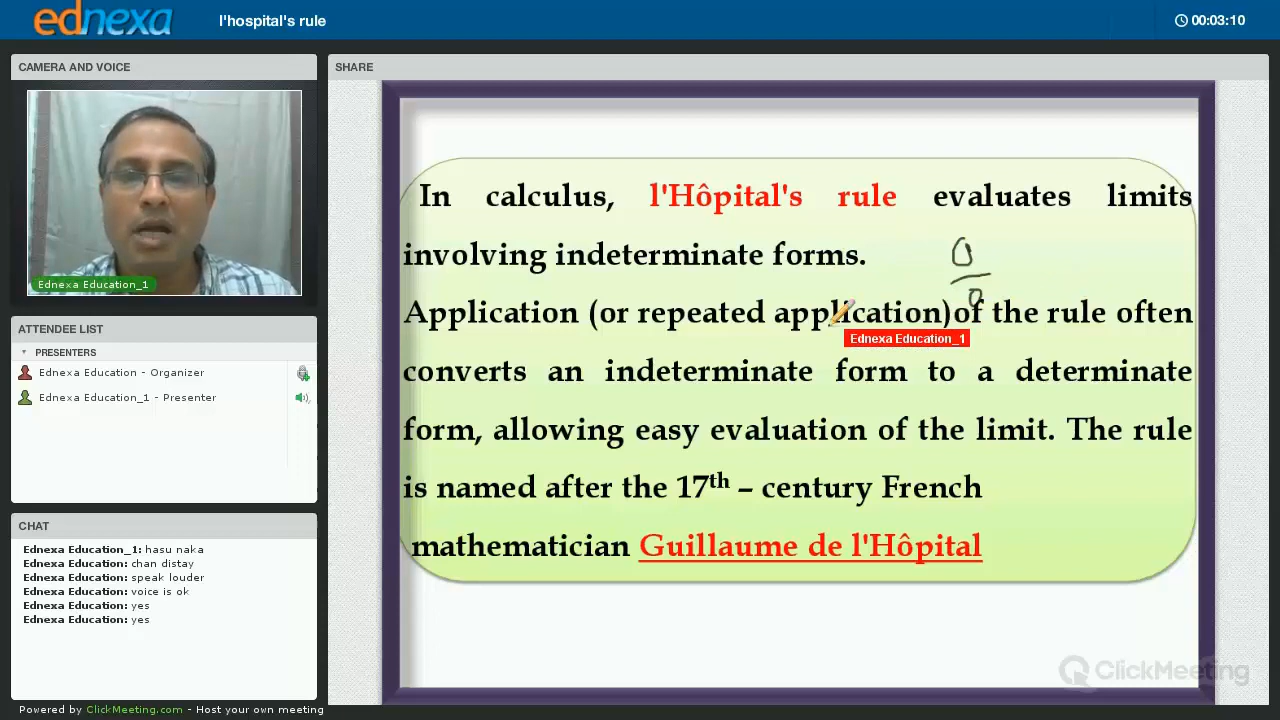 ednexa
l'hospital's rule
00:03:10
CAMERA AND VOICE
Ednexa Education_1
ATTENDEE LIST
PRESENTERS
Ednexa Education - Organizer
Ednexa Education_1 - Presenter
CHAT
Ednexa Education_1: hasu naka
Ednexa Education: chan distay
Ednexa Education: speak louder
Ednexa Education: voice is ok
Ednexa Education: yes
Ednexa Education: yes
Powered by ClickMeeting.com - Host your own meeting
SHARE
In calculus, l'Hôpital's rule evaluates limits
involving indeterminate forms.
0
0
Application (or repeated application)of the rule often
Ednexa Education_1
converts an indeterminate form to a determinate
form, allowing easy evaluation of the limit. The rule
is named after the 17th – century French
mathematician Guillaume de l'Hôpital
ClickMeeting